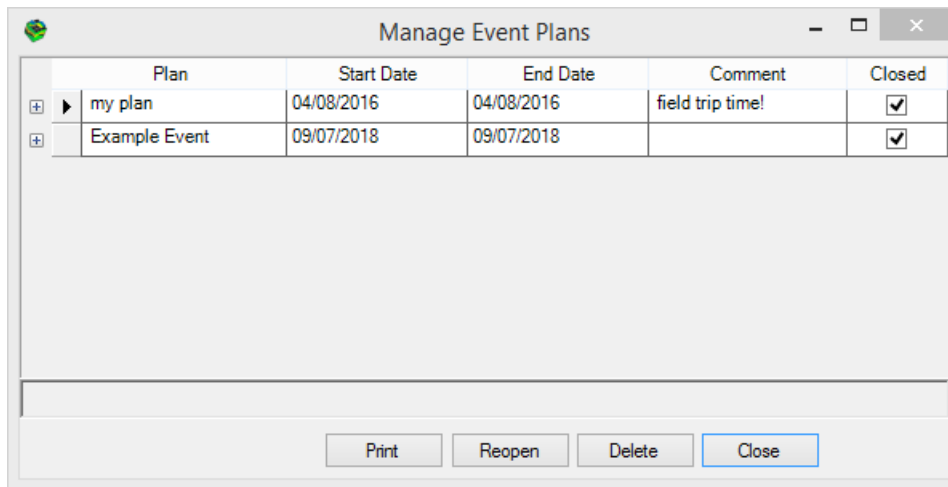 Manage Event Plans
Plan Start Date End Date Comment Closed
my plan 04/08/2016 04/08/2016 field trip time!
Example Event 09/07/2018 09/07/2018
Print Reopen Delete Close